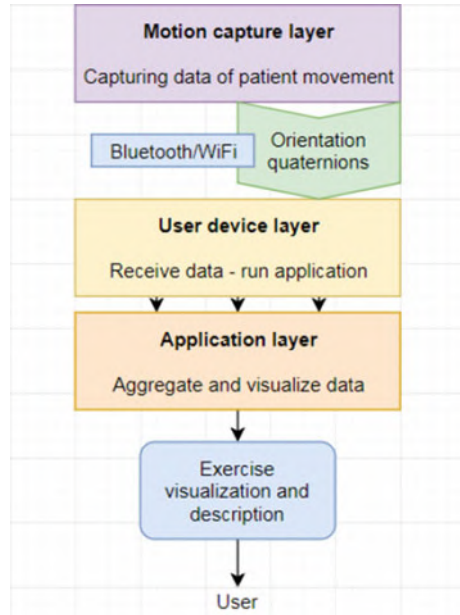 Motion capture layer
Capturing data of patient movement
Bluetooth/WiFi
Orientation
quaternions
User device layer
Receive data - run application
Application layer
Aggregate and visualize data
Exercise
visualization and
description
User